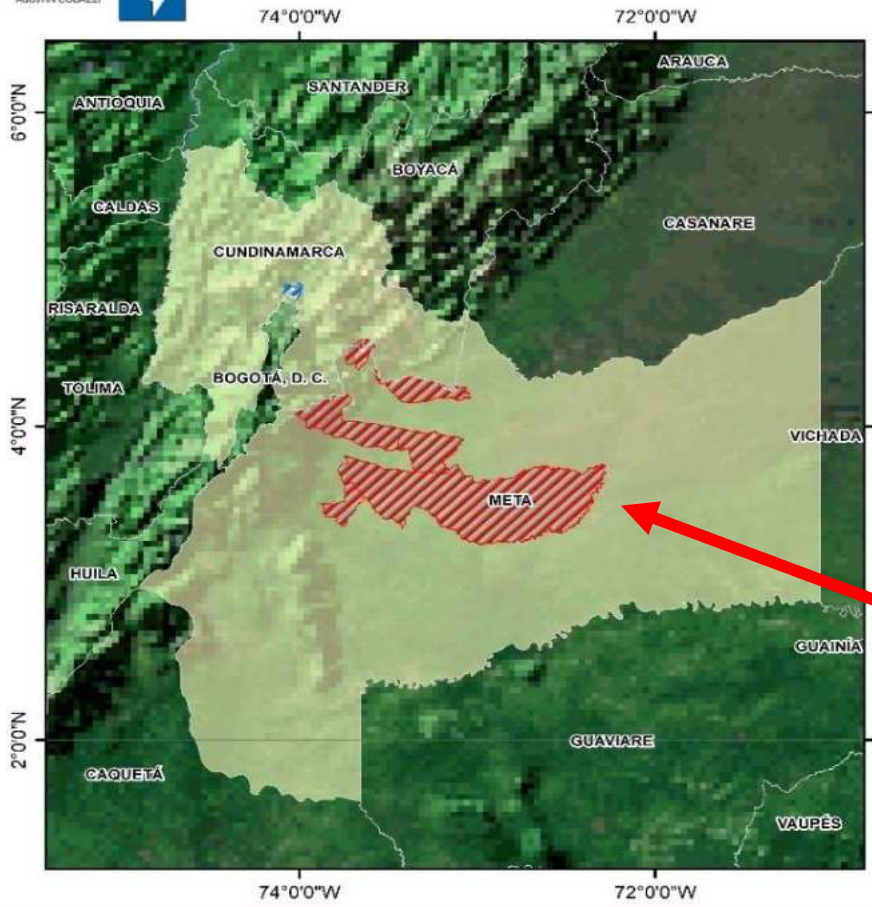 AGUSTÍN CODAZZI
74°0'0"W
72°0'0"W
6°0'0"N
4°0'0"N
2°0'0"N
ARAUCA
SANTANDER
ANTIOQUIA
BOYACÁ
CALDAS
CASANARE
CUNDINAMARCA
RISARALDA
BOGOTÁ, D. C.
TOLIMA
VICHADA
META
HUILA
GUAINÍA
GUAVIARE
CAQUETÁ
VAUPÉS
74°0'0"W
72°0'0"W